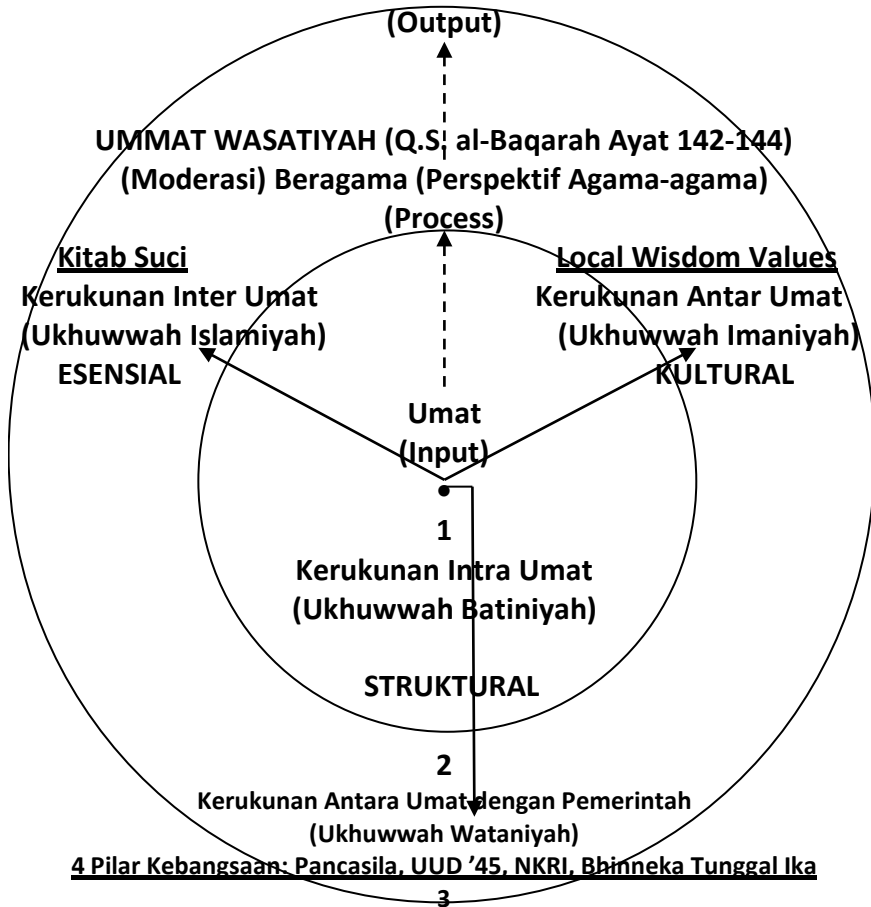 (Output)
UMMAT WASATIYAH (Q.S. al-Baqarah Ayat 142-144)
(Moderasi) Beragama (Perspektif Agama-agama)
(Process)
Kitab Suci
Kerukunan Inter Umat
(Ukhuwwah Islamiyah)
ESENSIAL
Local Wisdom Values
Kerukunan Antar Umat
(Ukhuwwah Imaniyah)
KULTURAL
Umat
(Input)
1
Kerukunan Intra Umat
(Ukhuwwah Batiniyah)
STRUKTURAL
2
Kerukunan Antara Umat dengan Pemerintah
(Ukhuwwah Wataniyah)
4 Pilar Kebangsaan: Pancasila, UUD ’45, NKRI, Bhinneka Tunggal Ika
3